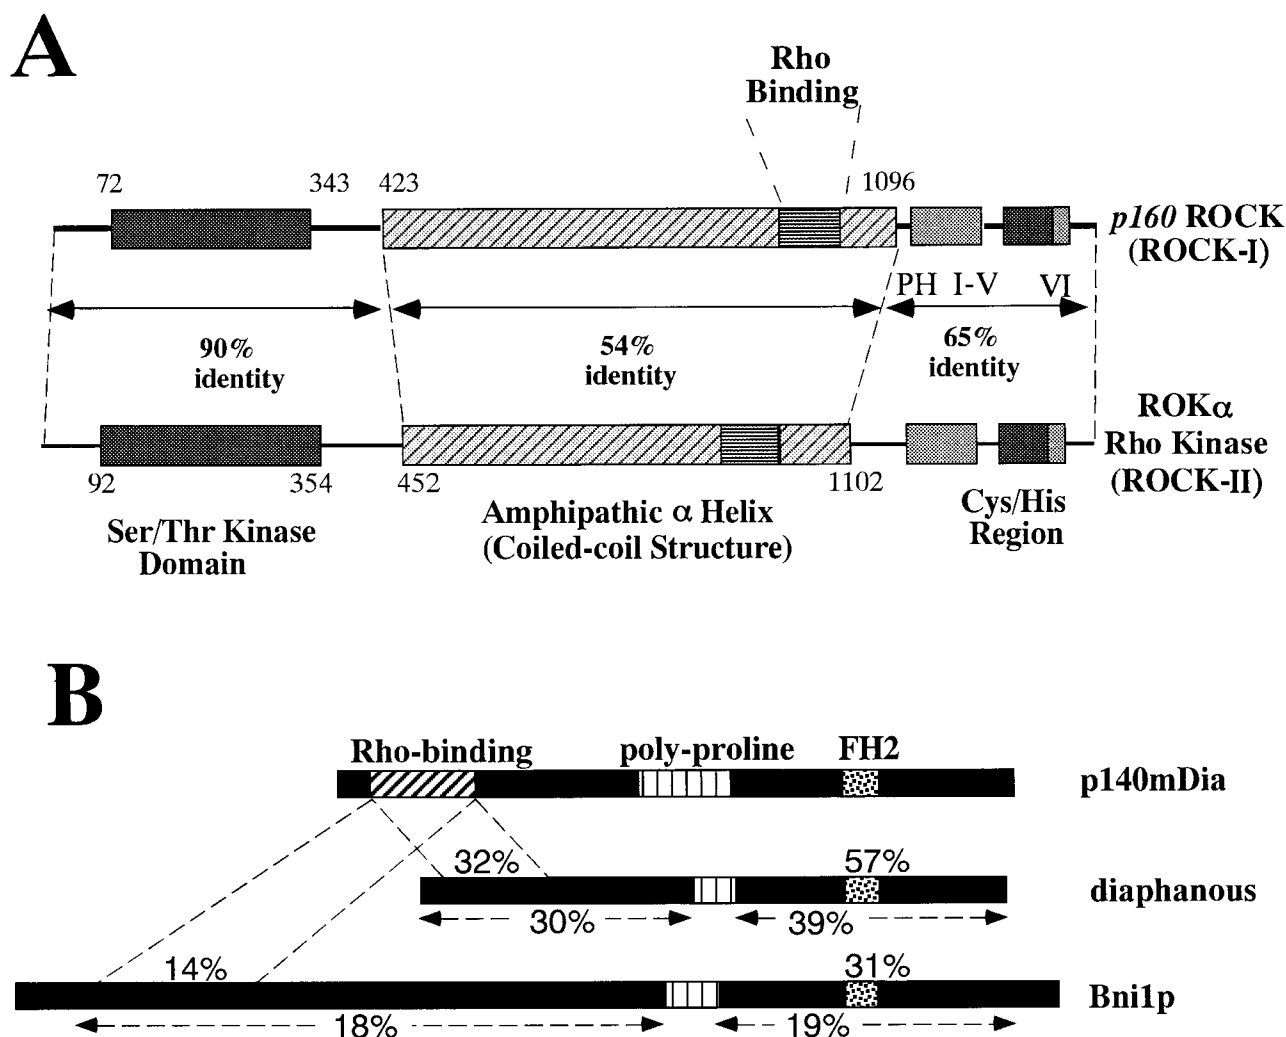 A
Rho
Binding
72
343
423
1096
p160 ROCK
(ROCK-I)
PH I-V VI
90%
identity
54%
identity
65%
identity
ROKα
Rho Kinase
(ROCK-II)
92
354
452
1102
Ser/Thr Kinase
Domain
Amphipathic α Helix
(Coiled-coil Structure)
Cys/His
Region
B
Rho-binding
poly-proline
FH2
p140mDia
32%
57%
diaphanous
30%
39%
14%
31%
Bni1p
18%
19%